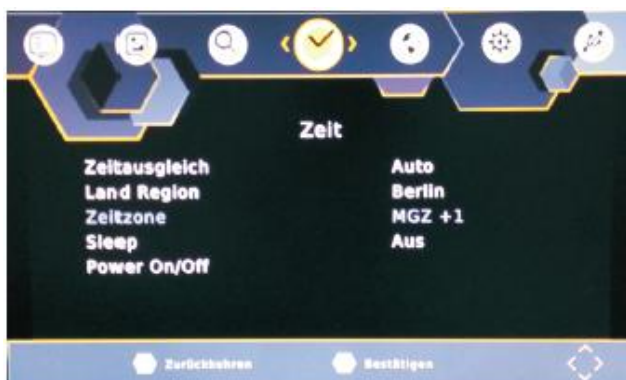 Zeit
Zeitausgleich Auto
Land Region Berlin
Zeitzone MGZ +1
Sleep Aus
Power On/Off
Zurückkehren Bestätigen